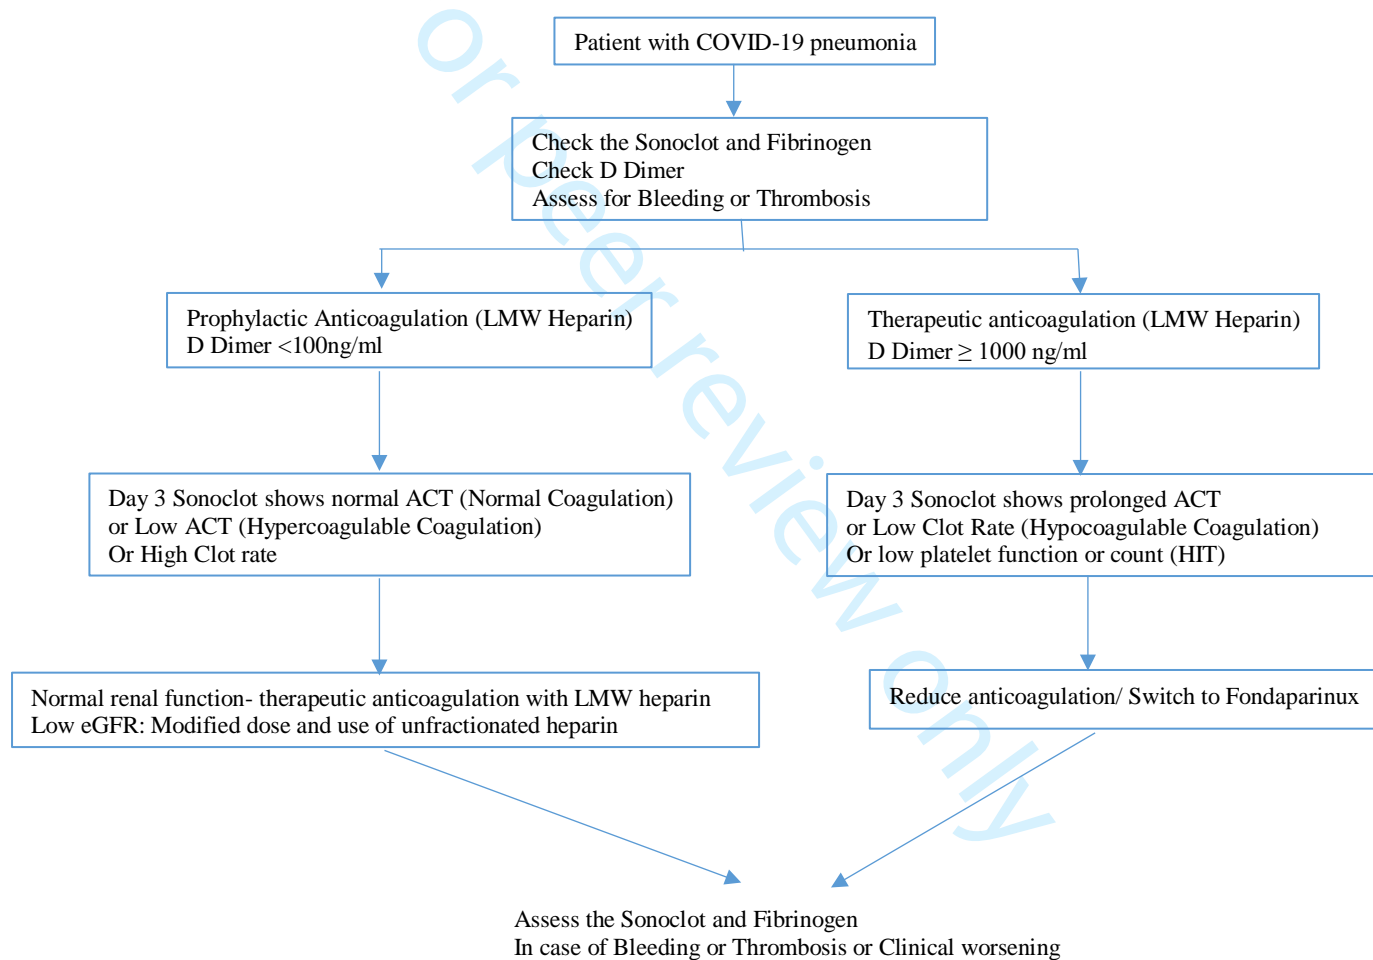 Patient with COVID-19 pneumonia
Check the Sonoclot and Fibrinogen
Check D Dimer
Assess for Bleeding or Thrombosis
Prophylactic Anticoagulation (LMW Heparin)
D Dimer <100ng/ml
Therapeutic anticoagulation (LMW Heparin)
D Dimer ≥ 1000 ng/ml
Day 3 Sonoclot shows normal ACT (Normal Coagulation)
or Low ACT (Hypercoagulable Coagulation)
Or High Clot rate
Day 3 Sonoclot shows prolonged ACT
or Low Clot Rate (Hypocoagulable Coagulation)
Or low platelet function or count (HIT)
Normal renal function- therapeutic anticoagulation with LMW heparin
Low eGFR: Modified dose and use of unfractionated heparin
Reduce anticoagulation/ Switch to Fondaparinux
Assess the Sonoclot and Fibrinogen
In case of Bleeding or Thrombosis or Clinical worsening
or peer review only